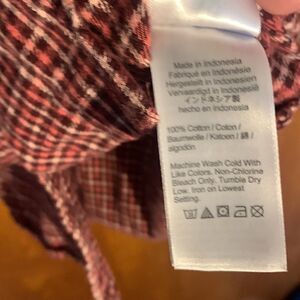 Made in Indonesia
Fabriqué en Indonésie
Hergestellt in Indonesien
Vervaardigd in Indonesië
インドネシア製
hecho en Indonesia
100% Cotton / Coton /
Baumwolle / Katoen / 綿 /
algodón
Machine Wash Cold With
Like Colors. Non-Chlorine
Bleach Only. Tumble Dry
Low. Iron on Lowest
Setting.